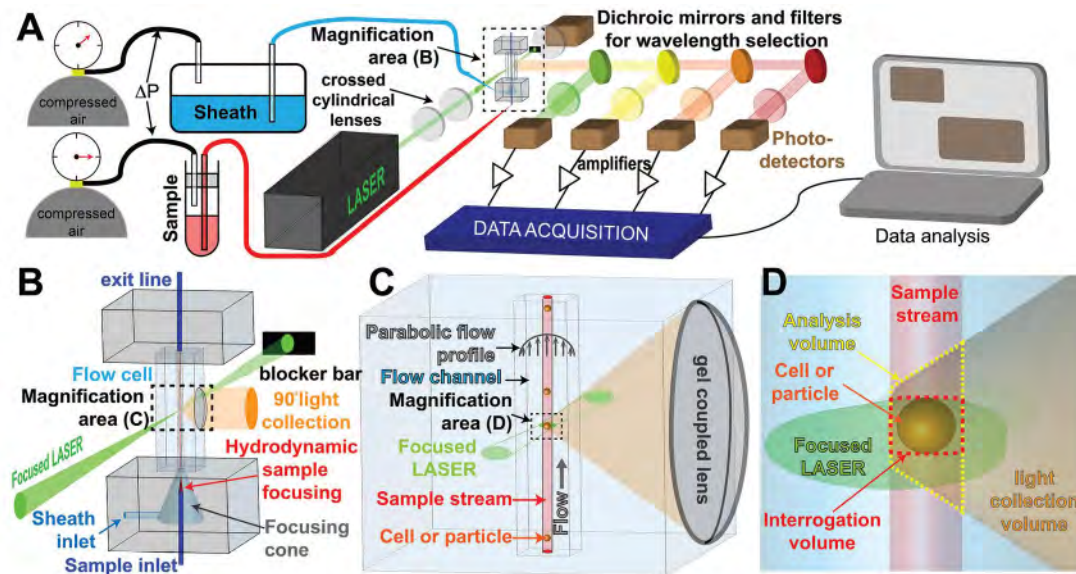 A
compressed
air
ΔP
Sheath
compressed
air
Sample
Magnification
area (B)
crossed
cylindrical
lenses
LASER
Dichroic mirrors and filters
for wavelength selection
Photo-
detectors
amplifiers
DATA ACQUISITION
Data analysis
B
exit line
Flow cell
Magnification
area (C)
Focused LASER
blocker bar
90°light
collection
Hydrodynamic
sample
focusing
Sheath
inlet
Sample inlet
Focusing
cone
C
Parabolic flow
profile
Flow channel
Magnification
area (D)
Focused
LASER
Sample stream
Cell or particle
Flow
gel coupled lens
D
Sample
stream
Analysis
volume
Cell or
particle
Focused
LASER
Interrogation
volume
light
collection
volume